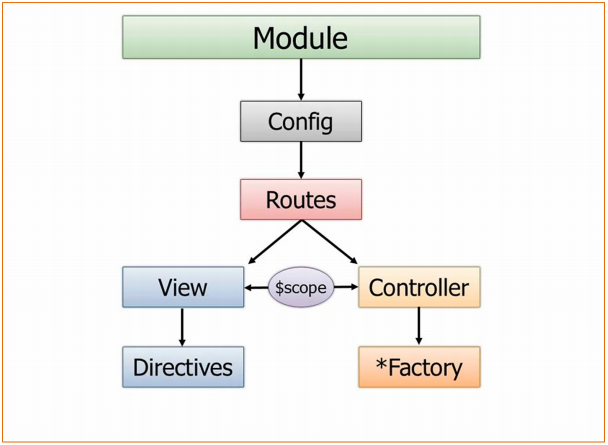 Module
Config
Routes
View
$scope
Controller
Directives
*Factory